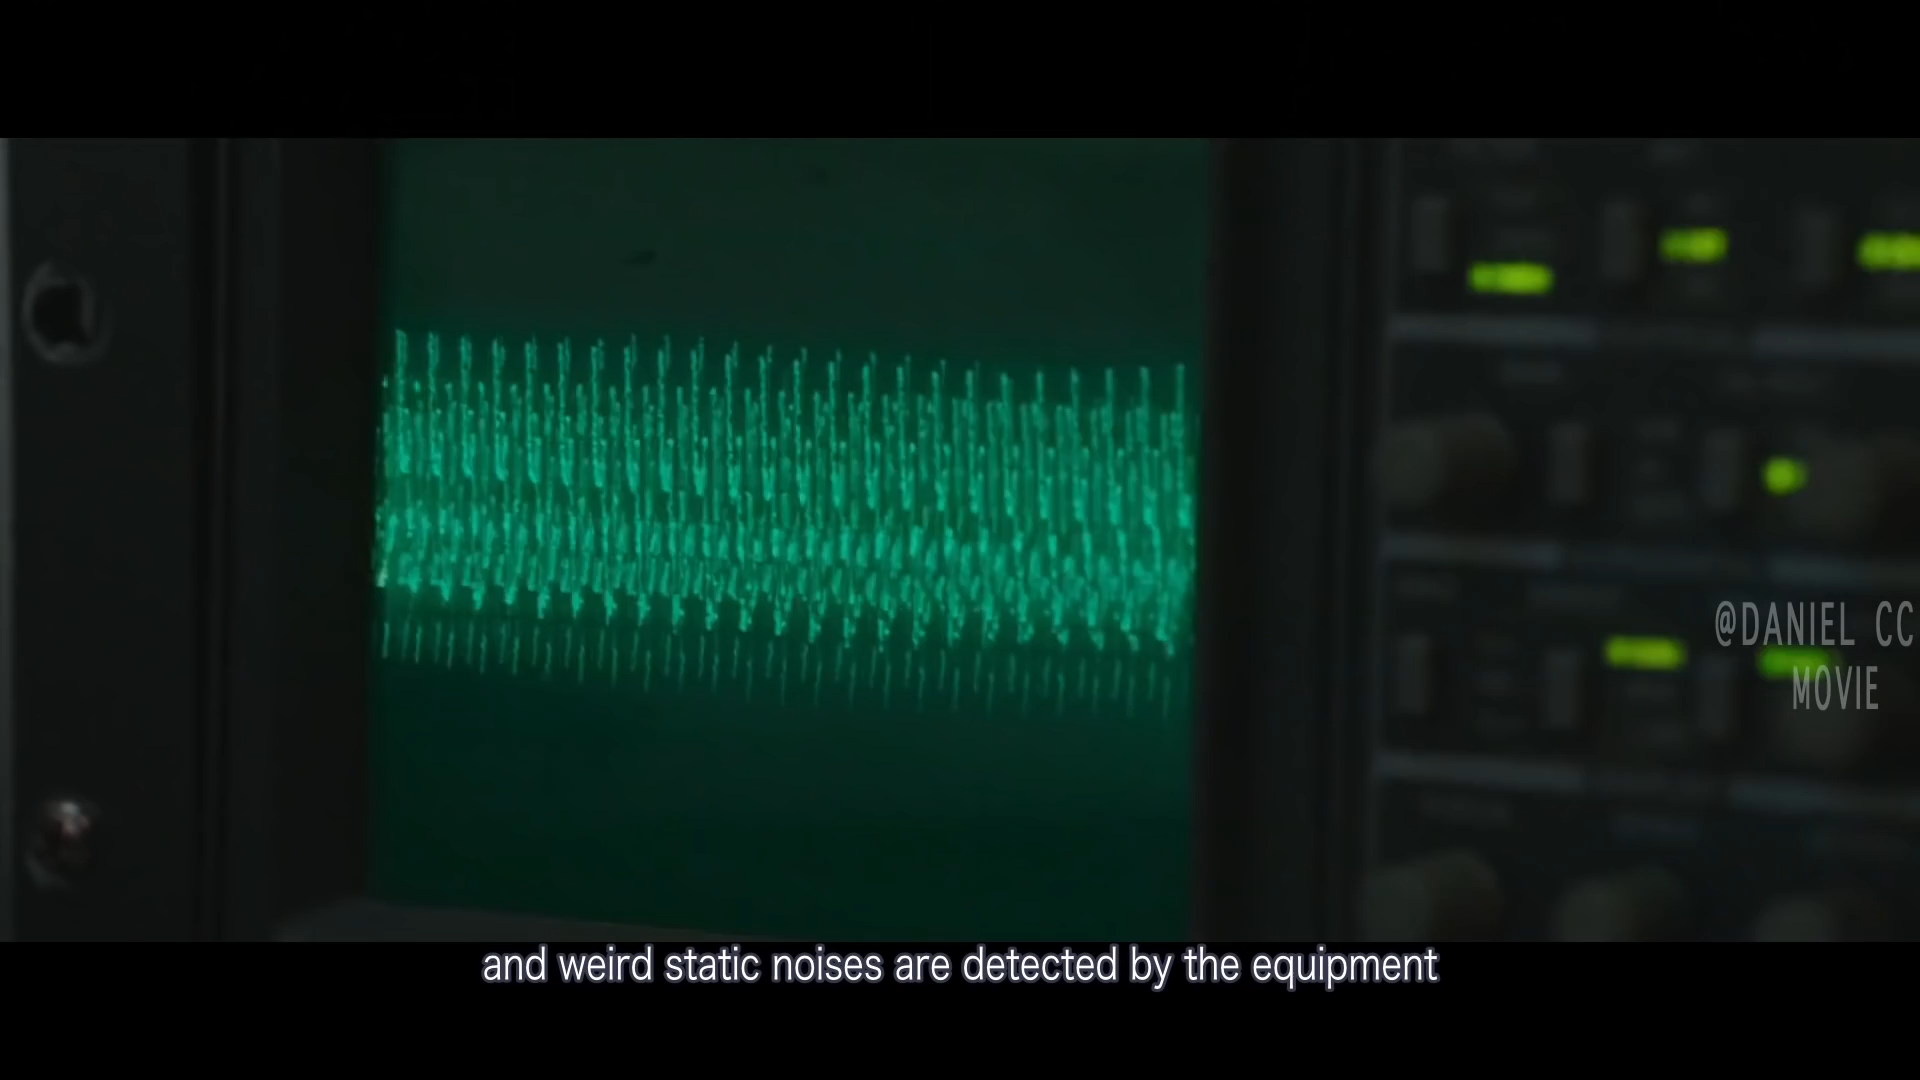 @DANIEL CC
MOVIE
and weird static noises are detected by the equipment